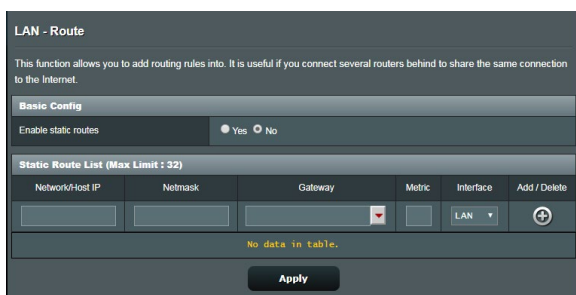 LAN - Route
This function allows you to add routing rules into. It is useful if you connect several routers behind to share the same connection
to the Internet.
Basic Config
Enable static routes Yes No
Static Route List (Max Limit : 32)
Network/Host IP Netmask Gateway Metric Interface Add / Delete
LAN
No data in table.
Apply